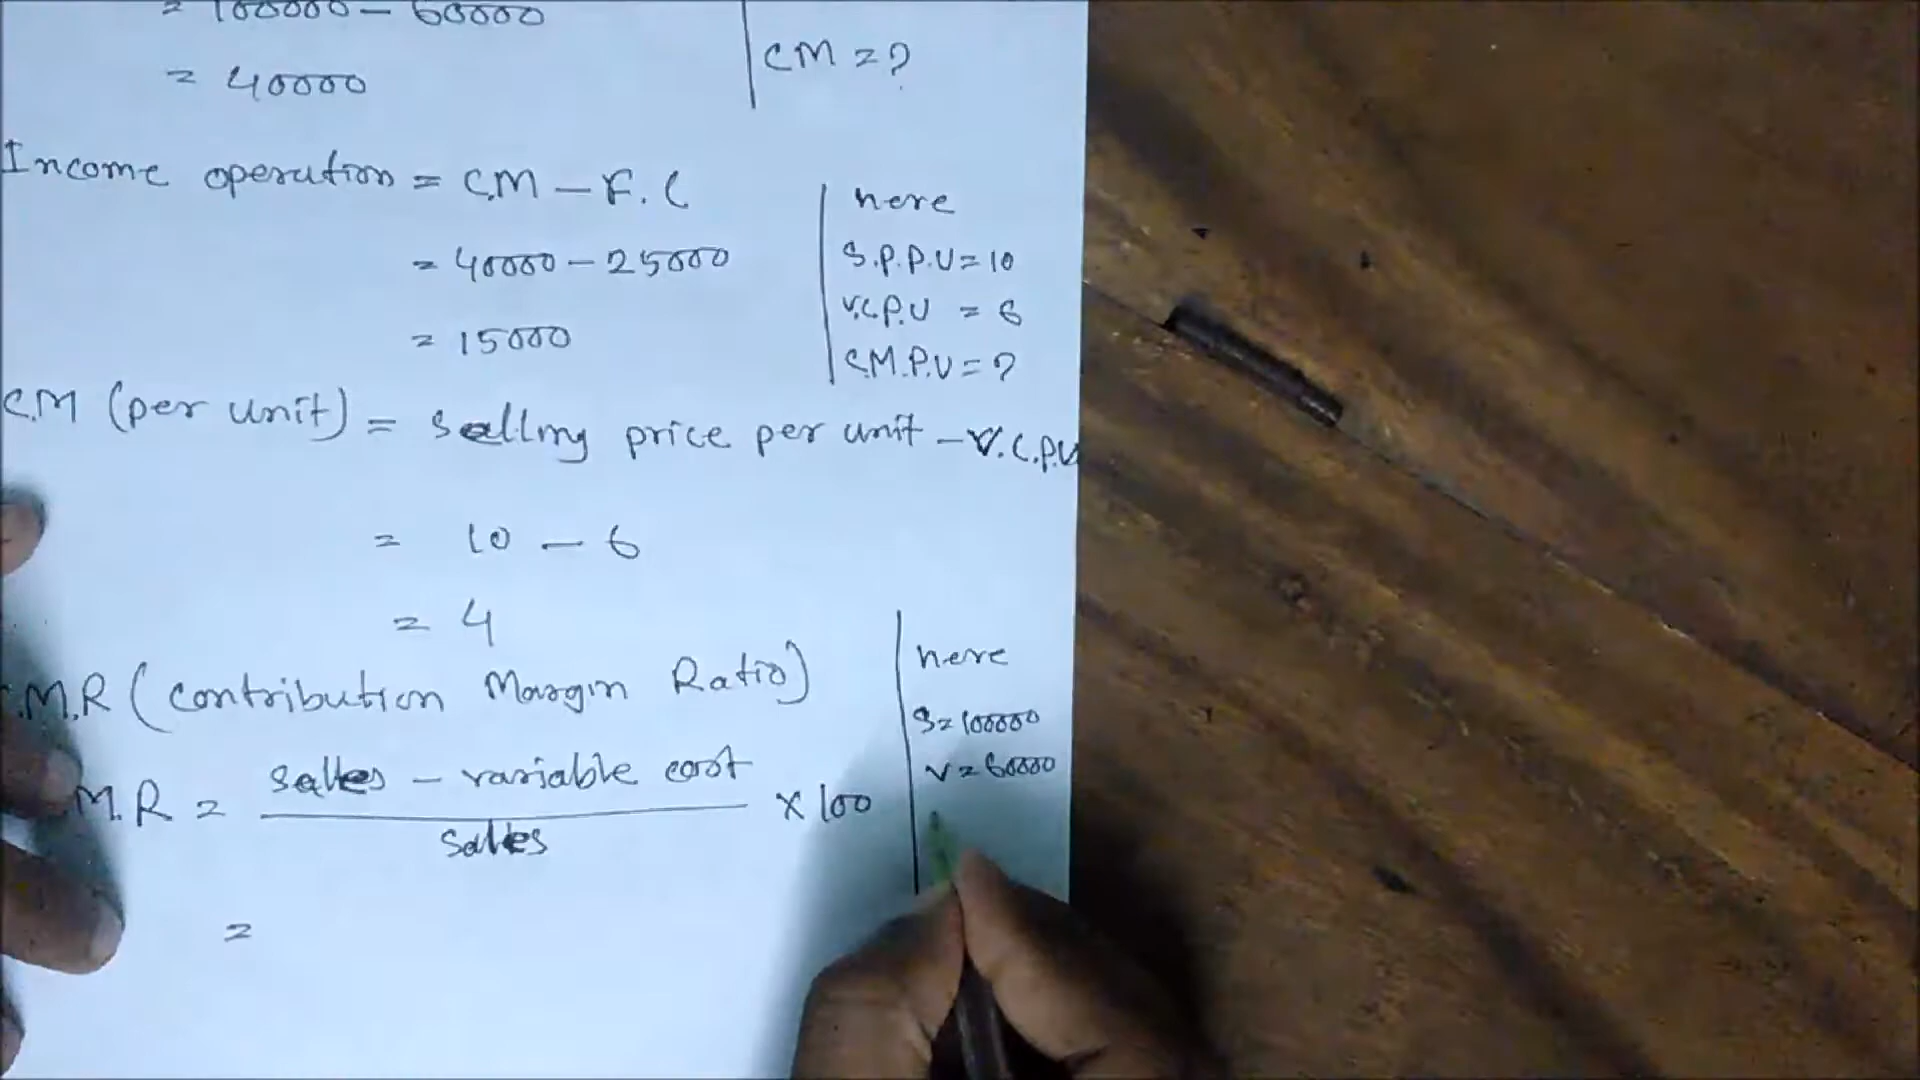 = 100000 - 60000
= 40000
CM = ?
Income operation = C.M - F.C
= 40000 - 25000
= 15000
here
S.P.P.U = 10
V.C.P.U = 6
C.M.P.U = ?
C.M (per unit) = Selling price per unit - V.C.P.U
= 10 - 6
= 4
.M.R (Contribution Margin Ratio)
M.R = sales - variable cost
sales
× 100
=
here
S = 100000
V = 60000